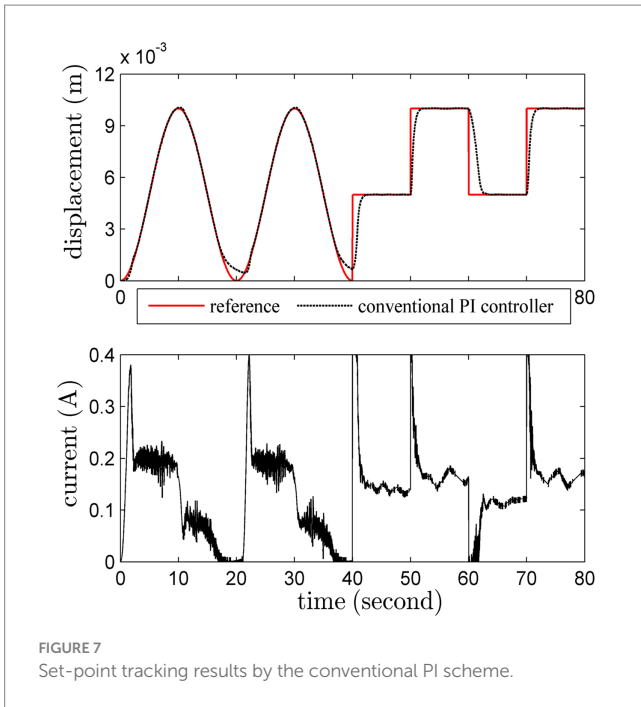 x 10⁻³
displacement (m)
12
9
6
3
0
0 80
reference conventional PI controller
current (A)
0.4
0.3
0.2
0.1
0
0 10 20 30 40 50 60 70 80
time (second)
FIGURE 7
Set-point tracking results by the conventional PI scheme.